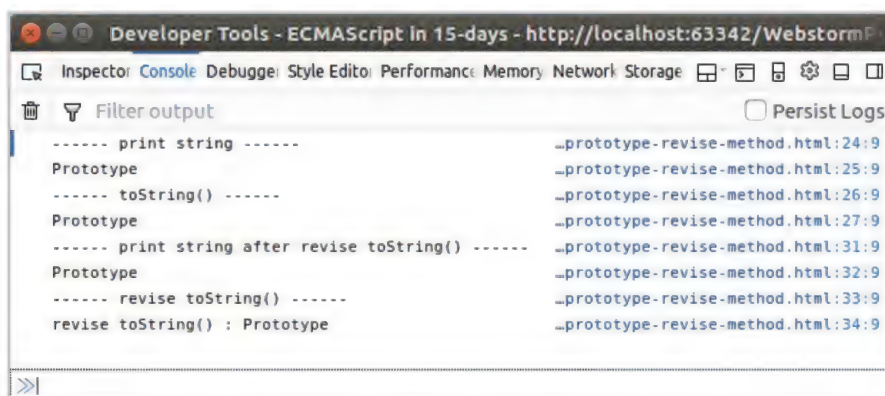 Developer Tools - ECMAScript in 15-days - http://localhost:63342/WebstormP
Inspector Console Debugge Style Edito Performance Memory Network Storage
Filter output Persist Logs
------ print string ------ …prototype-revise-method.html:24:9
Prototype …prototype-revise-method.html:25:9
------ toString() ------ …prototype-revise-method.html:26:9
Prototype …prototype-revise-method.html:27:9
------ print string after revise toString() ------ …prototype-revise-method.html:31:9
Prototype …prototype-revise-method.html:32:9
------ revise toString() ------ …prototype-revise-method.html:33:9
revise toString() : Prototype …prototype-revise-method.html:34:9